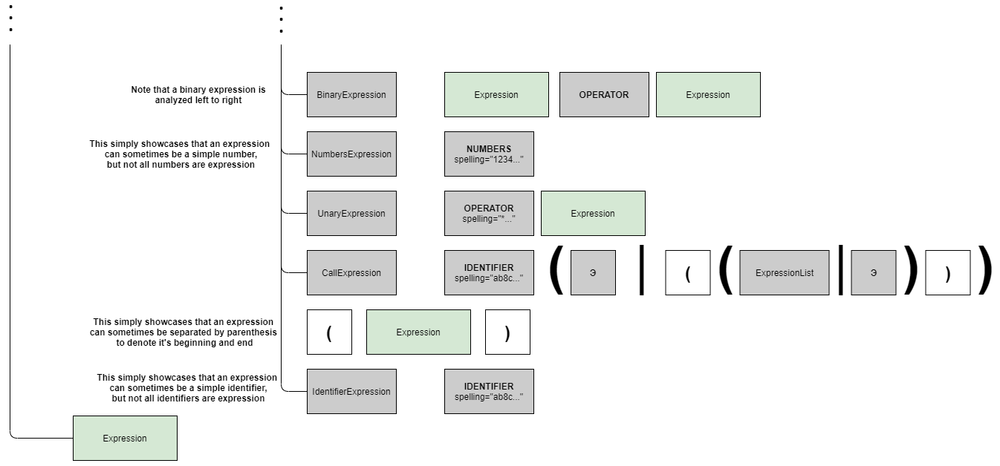 Note that a binary expression is
analyzed left to right
BinaryExpression
Expression
OPERATOR
Expression
This simply showcases that an expression
can sometimes be a simple number,
but not all numbers are expression
NumbersExpression
NUMBERS
spelling="1234..."
UnaryExpression
OPERATOR
spelling="*..."
Expression
CallExpression
IDENTIFIER
spelling="ab8c..."
( Э | ( ( ExpressionList | Э ) ) )
This simply showcases that an expression
can sometimes be separated by parenthesis
to denote it's beginning and end
( Expression )
This simply showcases that an expression
can sometimes be a simple identifier,
but not all identifiers are expression
IdentifierExpression
IDENTIFIER
spelling="ab8c..."
Expression